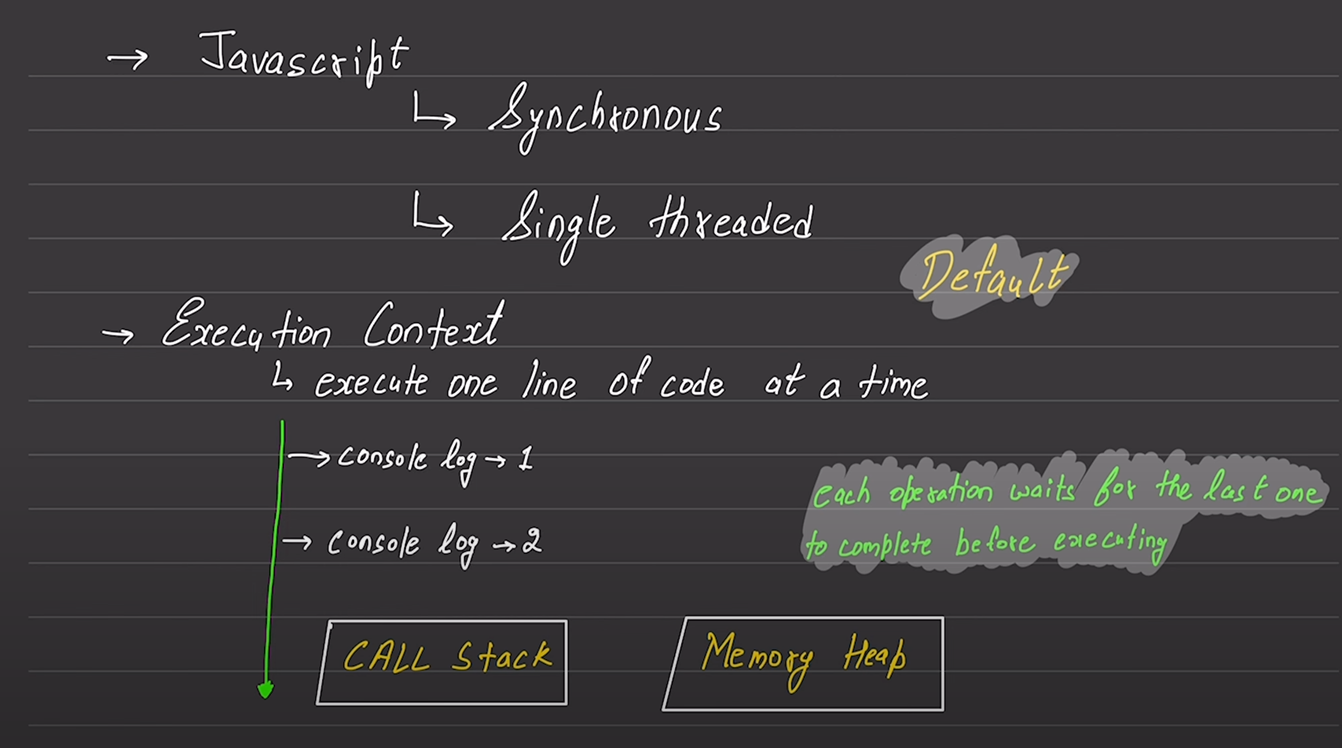 → Javascript
↳ Synchronous
↳ Single threaded
Default
→ Execution Context
↳ execute one line of code at a time
→ console log → 1
each operation waits for the last one
→ console log → 2
to complete before executing
CALL Stack
Memory Heap